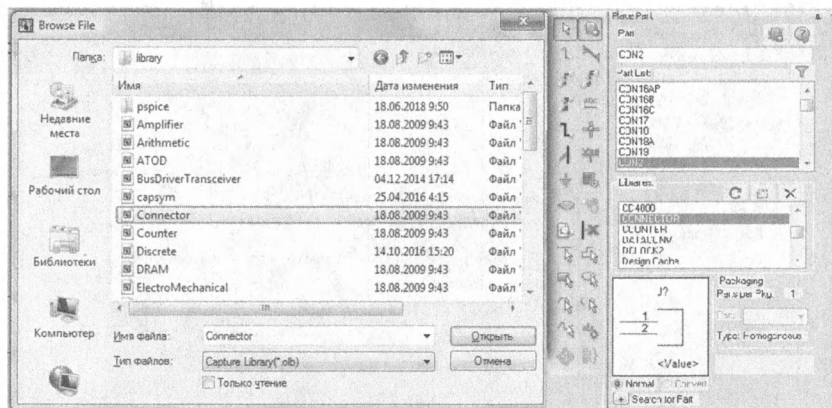 Browse File
Папка: library
Имя Дата изменения Тип
pspice 18.06.2018 9:50 Папка
Amplifier 18.08.2009 9:43 Файл
Arithmetic 18.08.2009 9:43 Файл
ATOD 18.08.2009 9:43 Файл
BusDriverTransceiver 04.12.2014 17:14 Файл
capsym 25.04.2016 4:15 Файл
Connector 18.08.2009 9:43 Файл
Counter 18.08.2009 9:43 Файл
Discrete 14.10.2016 15:20 Файл
DRAM 18.08.2009 9:43 Файл
ElectroMechanical 18.08.2009 9:43 Файл
Недавние
места
Рабочий стол
Библиотеки
Компьютер
Имя файла: Connector Открыть
Тип файлов: Capture Library(*.olb) Отмена
Только чтение
abc
Place Part
Part
CON2
Part List:
CON16AP
CON16B
CON16C
CON17
CON18A
CON19
CON2
Libraries:
CD4000
CONNECTOR
COUNTER
DATACONV
Design Cache
J?
1
2
<Value>
Packaging
Parts per Pkg: 1
Part:
Type: Homogeneous
Normal Convert
+ Search for Part